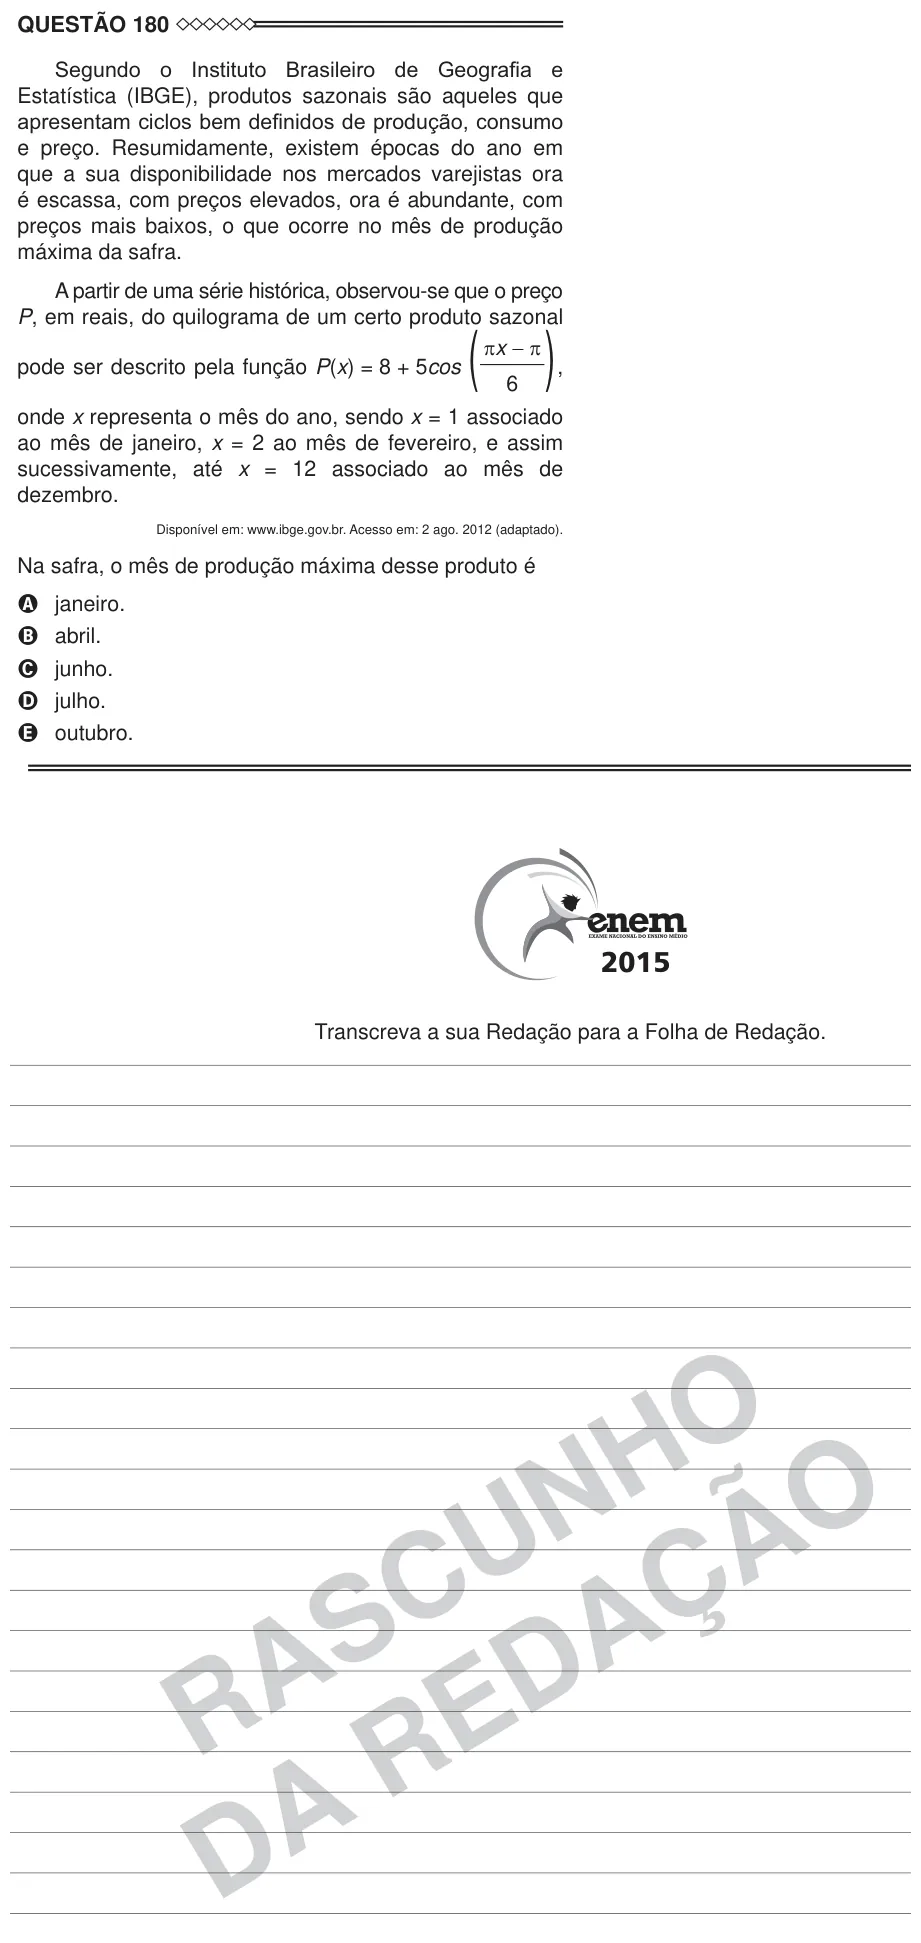 QUESTÃO 180
Segundo o Instituto Brasileiro de Geografia e
Estatística (IBGE), produtos sazonais são aqueles que
apresentam ciclos bem definidos de produção, consumo
e preço. Resumidamente, existem épocas do ano em
que a sua disponibilidade nos mercados varejistas ora
é escassa, com preços elevados, ora é abundante, com
preços mais baixos, o que ocorre no mês de produção
máxima da safra.
A partir de uma série histórica, observou-se que o preço
P, em reais, do quilograma de um certo produto sazonal
pode ser descrito pela função P(x) = 8 + 5cos (πx – π / 6),
onde x representa o mês do ano, sendo x = 1 associado
ao mês de janeiro, x = 2 ao mês de fevereiro, e assim
sucessivamente, até x = 12 associado ao mês de
dezembro.
Disponível em: www.ibge.gov.br. Acesso em: 2 ago. 2012 (adaptado).
Na safra, o mês de produção máxima desse produto é
A janeiro.
B abril.
C junho.
D julho.
E outubro.
enem
EXAME NACIONAL DO ENSINO MÉDIO
2015
Transcreva a sua Redação para a Folha de Redação.
RASCUNHO
DA REDAÇÃO